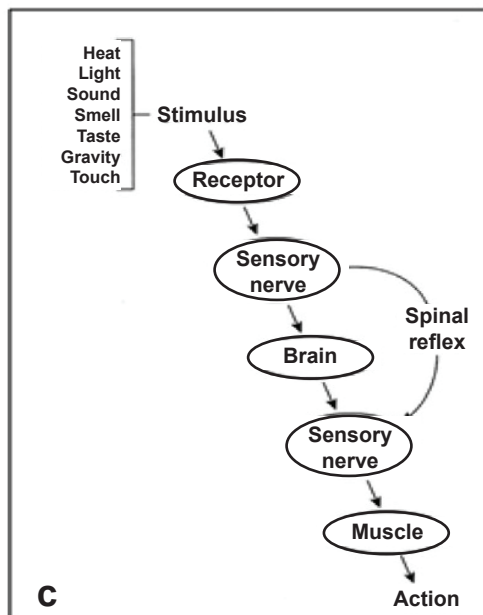 Heat
Light
Sound
Smell
Taste
Gravity
Touch
Stimulus
Receptor
Sensory
nerve
Spinal
reflex
Brain
Sensory
nerve
Muscle
Action
C